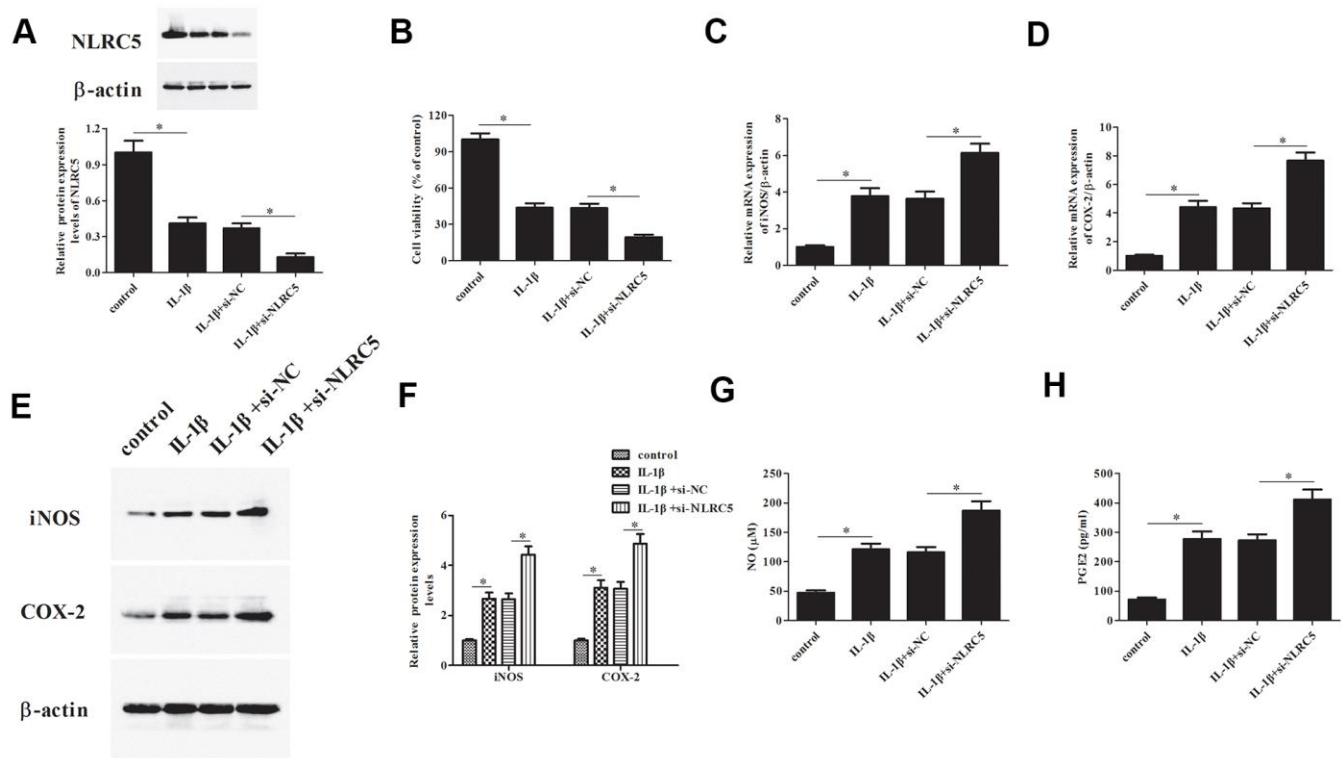 A
NLRC5
β-actin
Relative protein expression
levels of NLRC5
1.2
0.9
0.6
0.3
0.0
*
*
control
IL-1β
IL-1β+si-NC
IL-1β+si-NLRC5
B
Cell viability (% of control)
120
90
60
30
0
*
*
control
IL-1β
IL-1β+si-NC
IL-1β+si-NLRC5
C
Relative mRNA expression
of iNOS/β-actin
8
6
4
2
0
*
*
control
IL-1β
IL-1β+si-NC
IL-1β+si-NLRC5
D
Relative mRNA expression
of COX-2/β-actin
10
8
6
4
2
0
*
*
control
IL-1β
IL-1β+si-NC
IL-1β+si-NLRC5
E
control
IL-1β
IL-1β +si-NC
IL-1β +si-NLRC5
iNOS
COX-2
β-actin
F
control
IL-1β
IL-1β +si-NC
IL-1β +si-NLRC5
Relative protein expression
levels
6
4
2
0
*
*
*
*
iNOS
COX-2
G
NO (μM)
250
200
150
100
50
0
*
*
control
IL-1β
IL-1β+si-NC
IL-1β+si-NLRC5
H
PGE2 (pg/ml)
500
400
300
200
100
0
*
*
control
IL-1β
IL-1β+si-NC
IL-1β+si-NLRC5